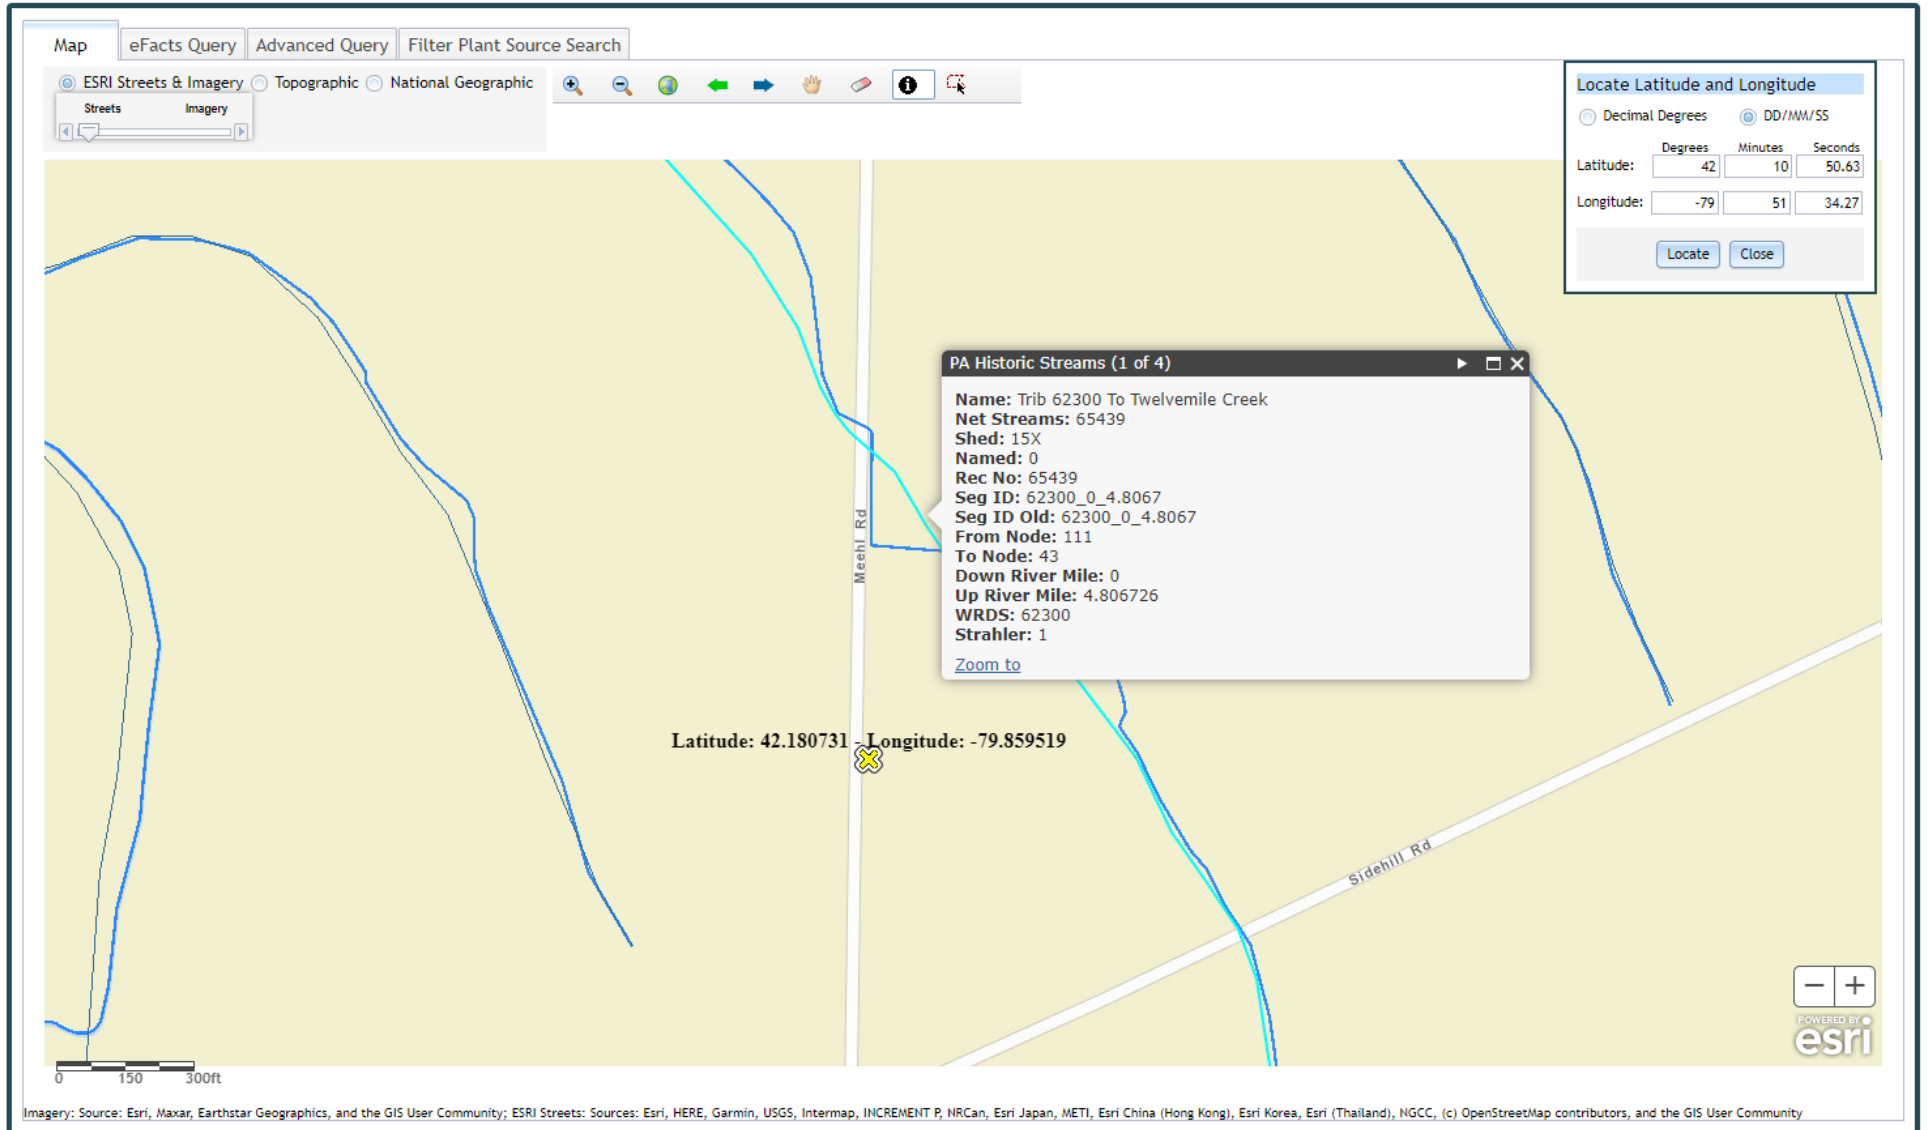 Map eFacts Query Advanced Query Filter Plant Source Search
ESRI Streets & Imagery Topographic National Geographic
Streets Imagery
Locate Latitude and Longitude
Decimal Degrees DD/MM/SS
Degrees Minutes Seconds
Latitude: 42 10 50.63
Longitude: -79 51 34.27
Locate Close
PA Historic Streams (1 of 4)
Name: Trib 62300 To Twelvemile Creek
Net Streams: 65439
Shed: 15X
Named: 0
Rec No: 65439
Seg ID: 62300_0_4.8067
Seg ID Old: 62300_0_4.8067
From Node: 111
To Node: 43
Down River Mile: 0
Up River Mile: 4.806726
WRDS: 62300
Strahler: 1
Zoom to
Meehl Rd
Latitude: 42.180731 - Longitude: -79.859519
Sidehill Rd
− +
POWERED BY
esri
0 150 300ft
Imagery: Source: Esri, Maxar, Earthstar Geographics, and the GIS User Community; ESRI Streets: Sources: Esri, HERE, Garmin, USGS, Intermap, INCREMENT P, NRCan, Esri Japan, METI, Esri China (Hong Kong), Esri Korea, Esri (Thailand), NGCC, (c) OpenStreetMap contributors, and the GIS User Community